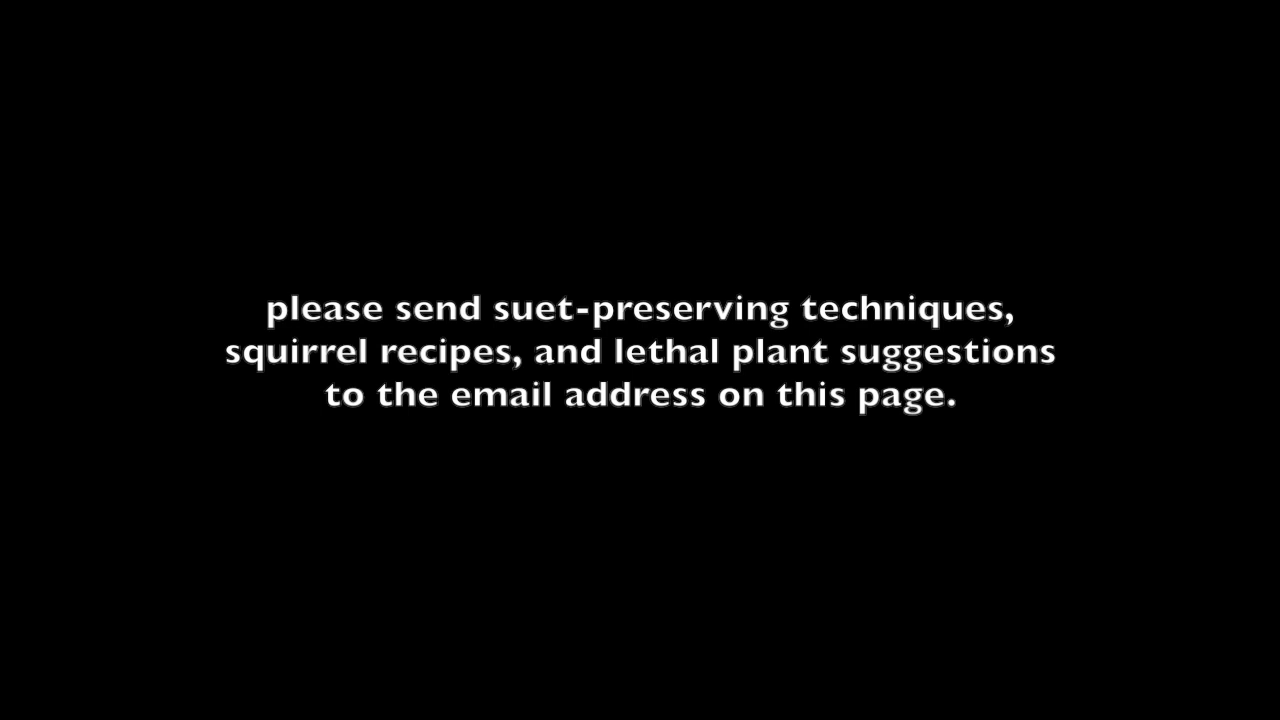 please send suet-preserving techniques,
squirrel recipes, and lethal plant suggestions
to the email address on this page.